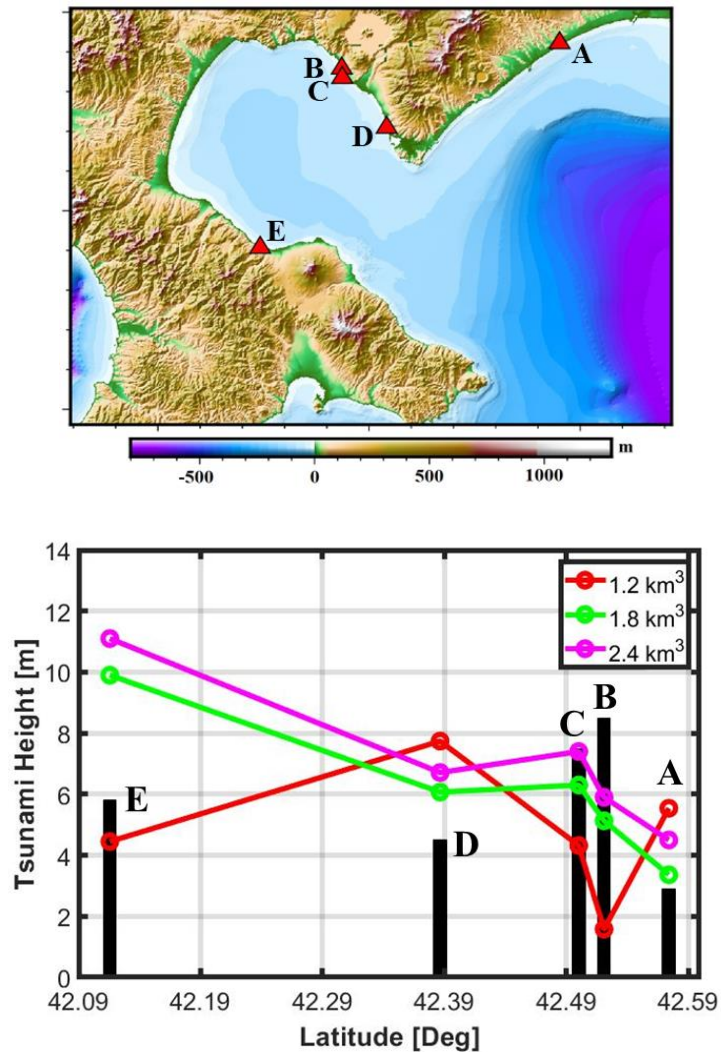 A
B
C
D
E
m
-500 0 500 1000
14
12
10
8
6
4
2
0
Tsunami Height [m]
1.2 km³
1.8 km³
2.4 km³
B
C
A
E
D
42.09 42.19 42.29 42.39 42.49 42.59
Latitude [Deg]